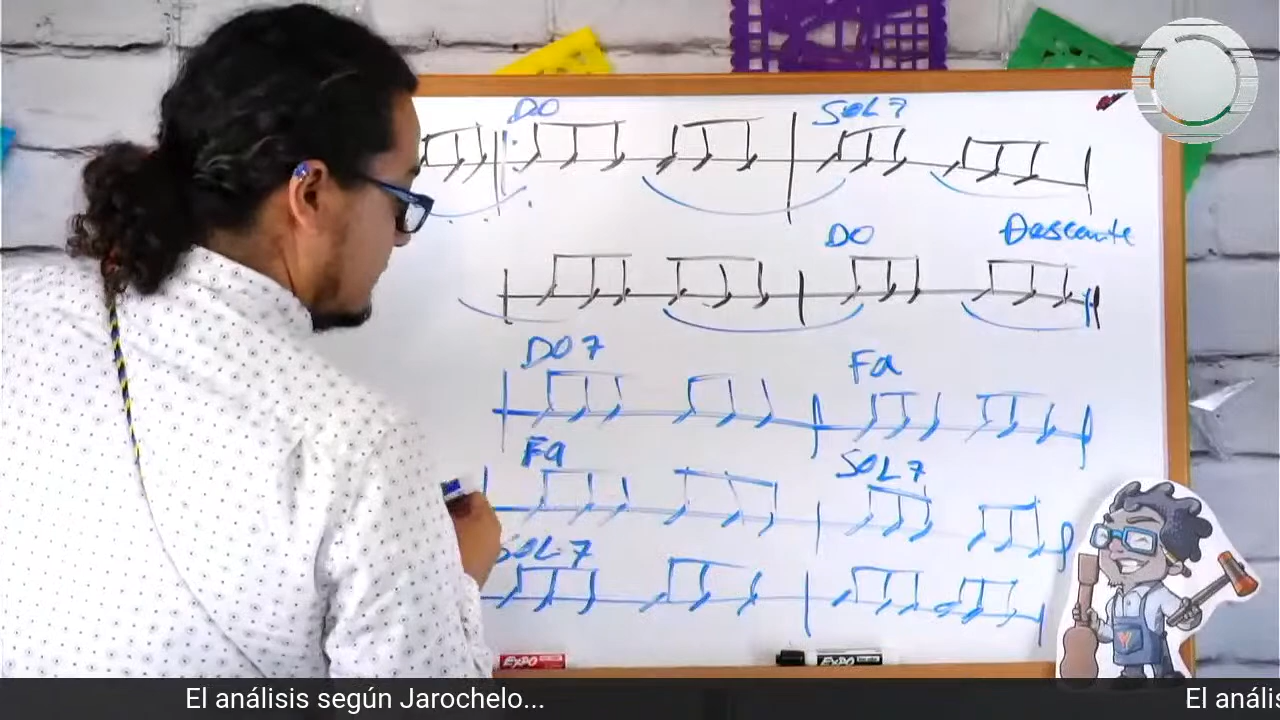 DO SOL7
DO Descante
DO7 Fa
Fa SOL7
SOL7
EXPO EXPO
El análisis según Jarochelo... El anális